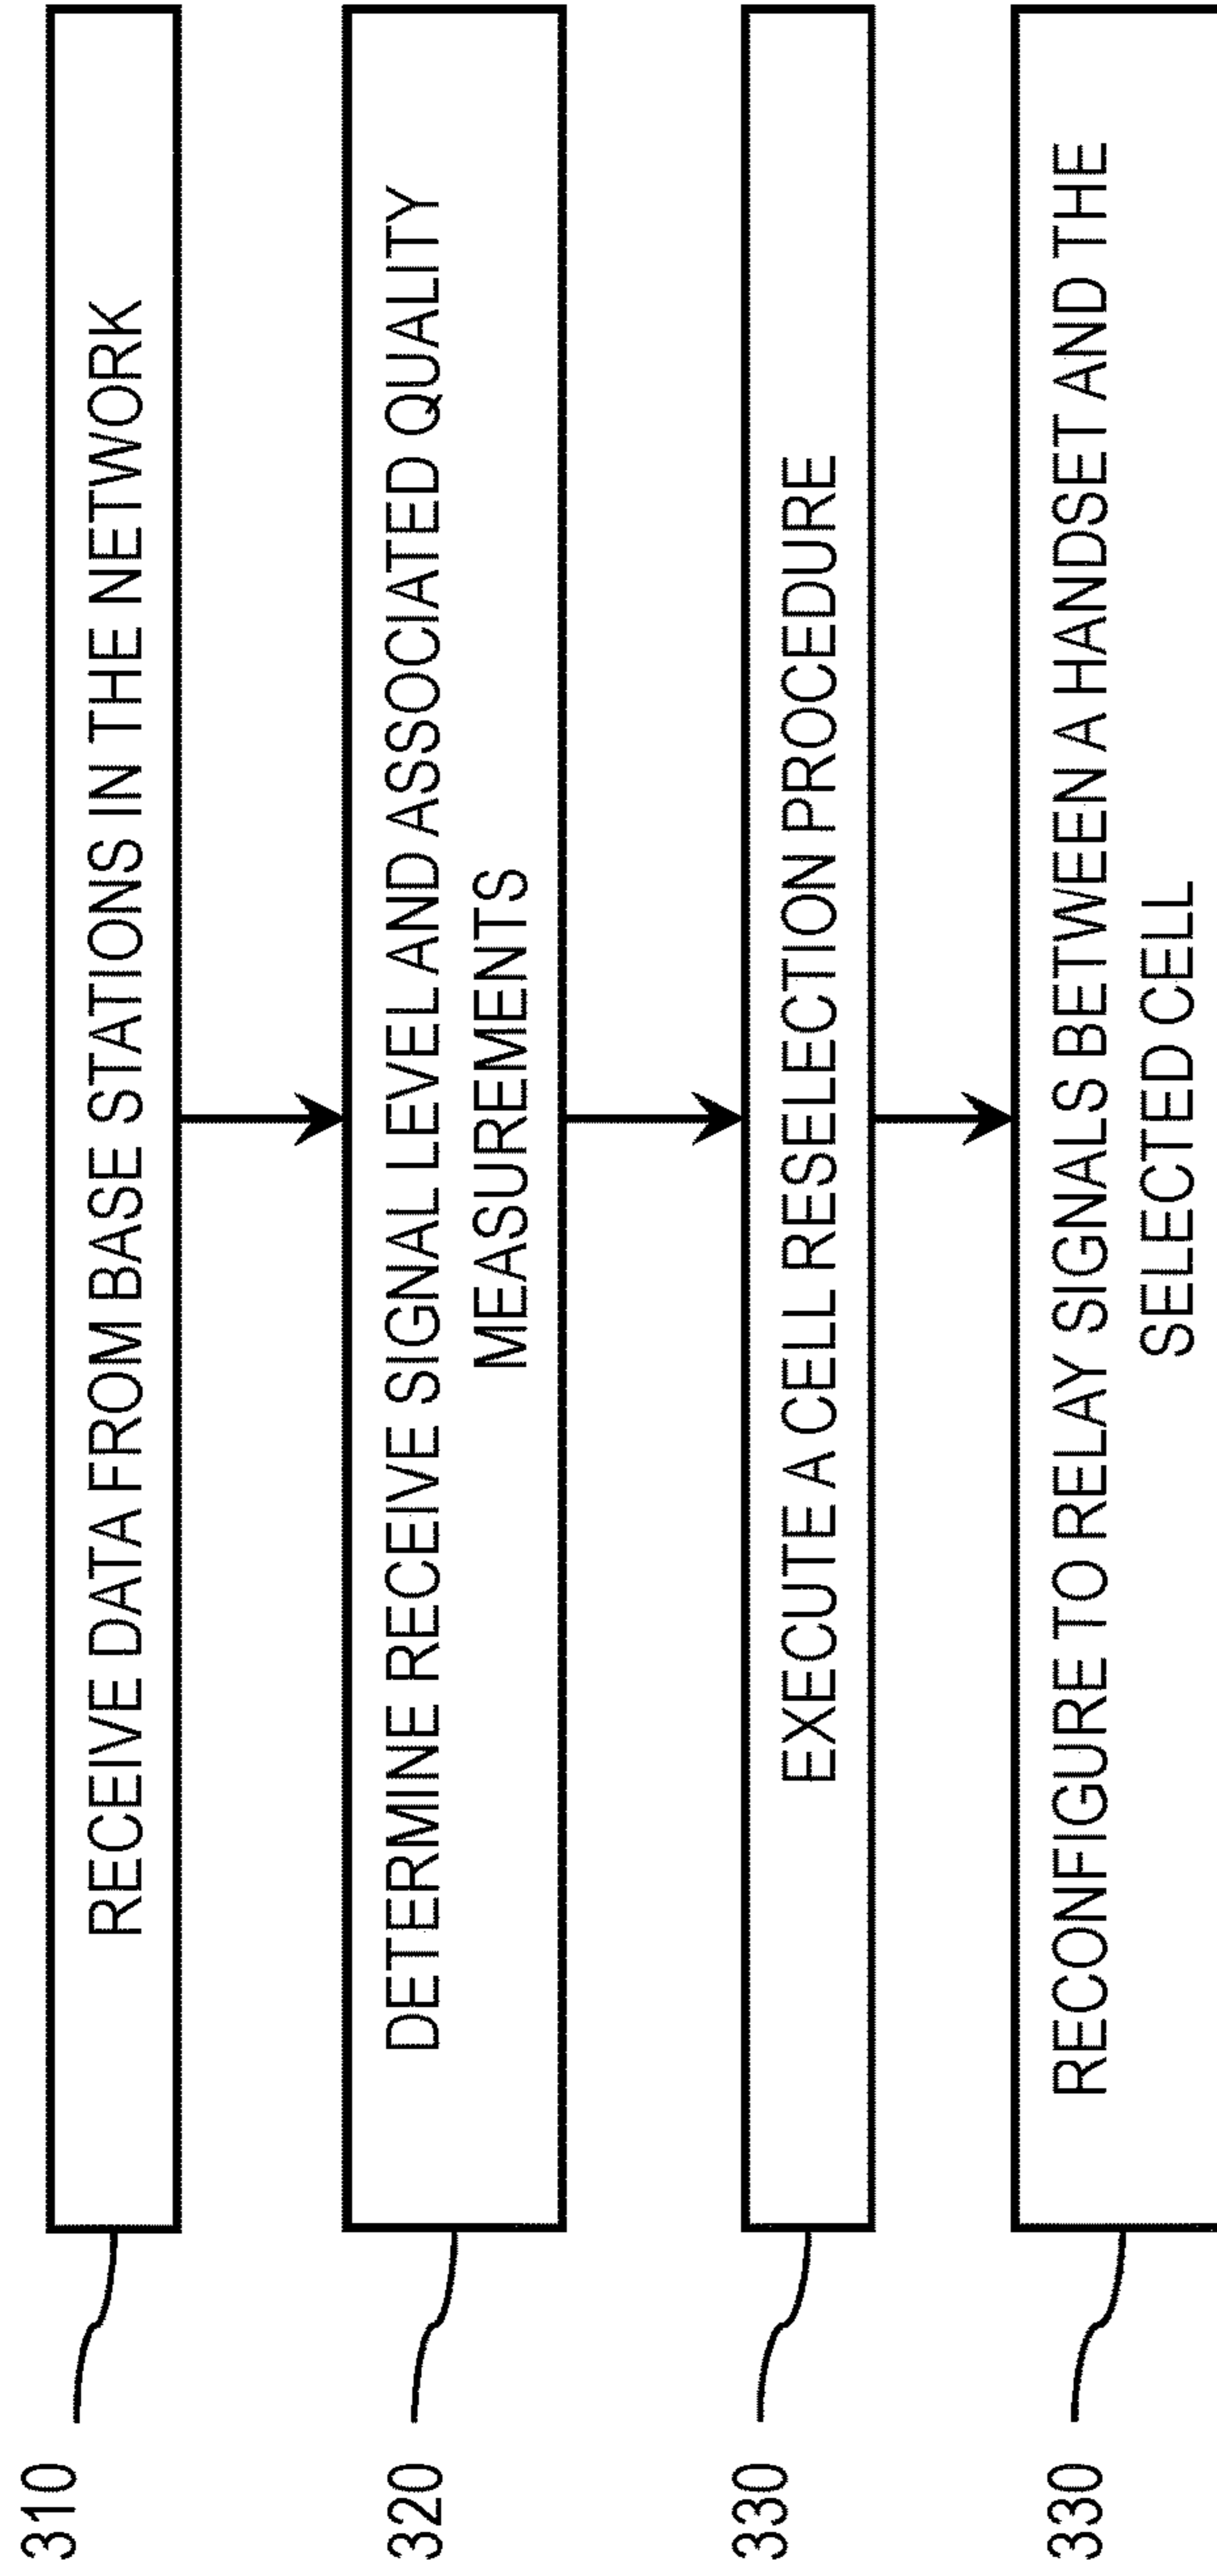 310
RECEIVE DATA FROM BASE STATIONS IN THE NETWORK
320
DETERMINE RECEIVE SIGNAL LEVEL AND ASSOCIATED QUALITY
MEASUREMENTS
330
EXECUTE A CELL RESELECTION PROCEDURE
330
RECONFIGURE TO RELAY SIGNALS BETWEEN A HANDSET AND THE
SELECTED CELL